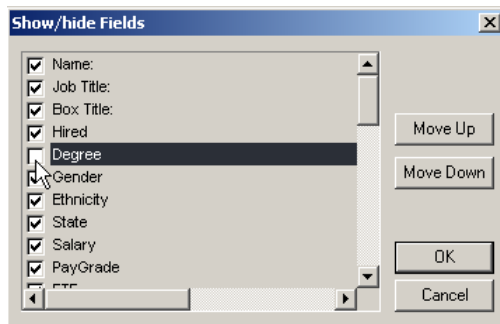 Show/hide Fields
Name:
Job Title:
Box Title:
Hired
Degree
Gender
Ethnicity
State
Salary
PayGrade
Move Up
Move Down
OK
Cancel